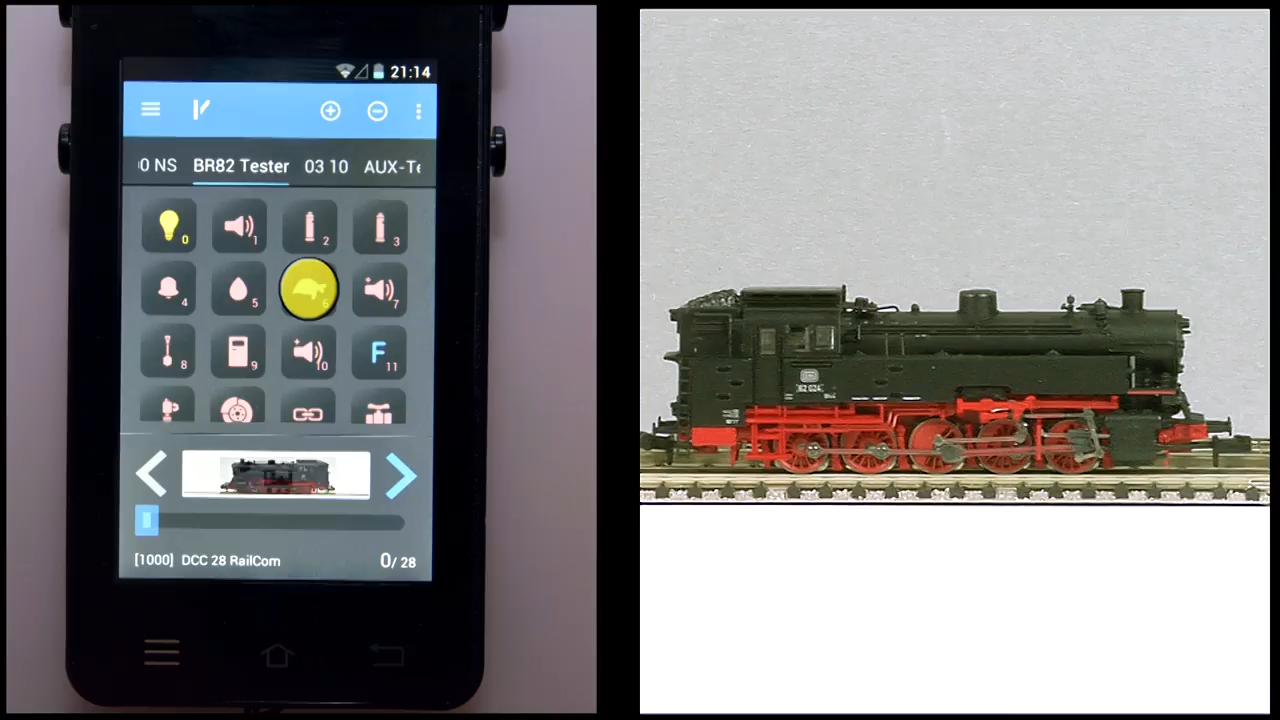 21:14
0 NS BR82 Tester 03 10 AUX-Te
0 1 2 3
4 5 6 7
8 9 10 F 11
[1000] DCC 28 RailCom 0/ 28
82 024